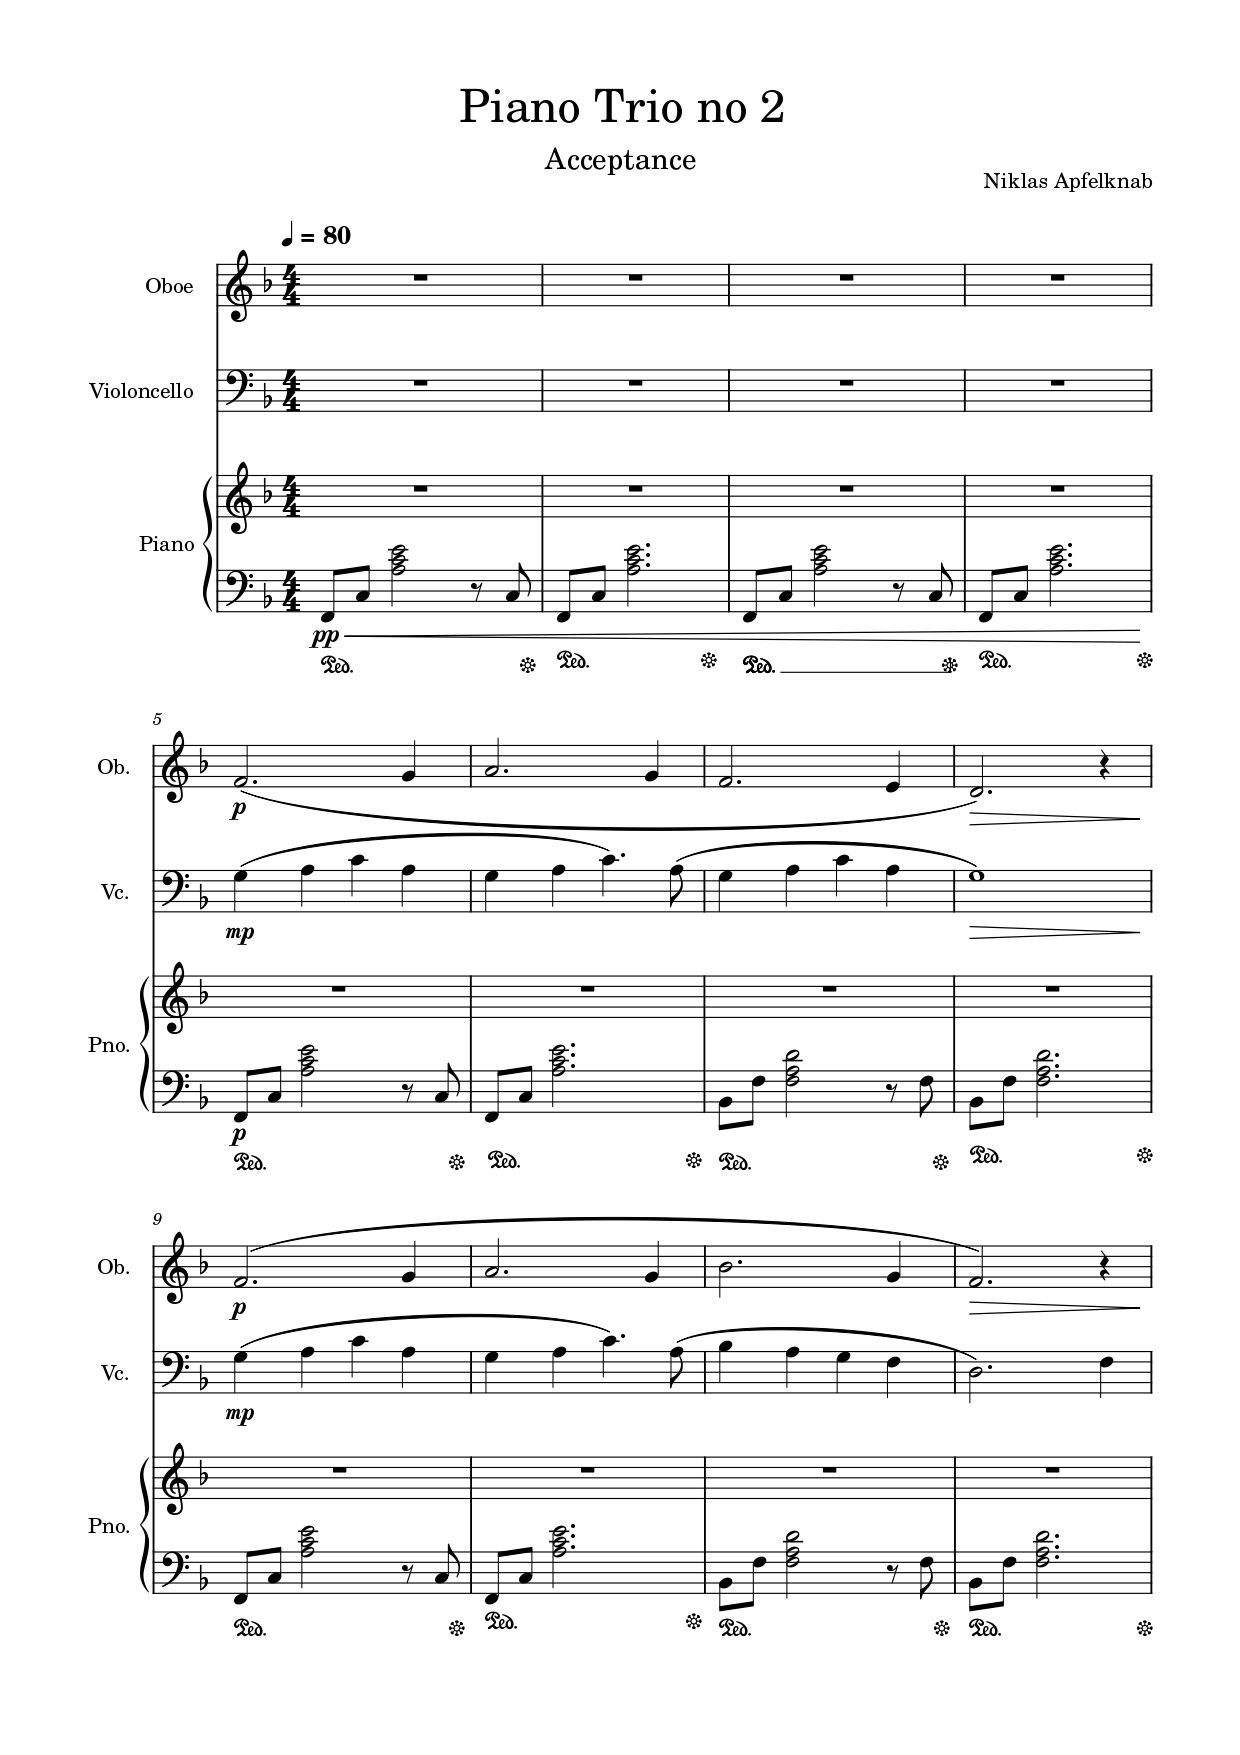 Piano Trio no 2
Acceptance
Niklas Apfelknab
♩ = 80
Oboe
Violoncello
Piano
pp
Ped.
Ped.
Ped.
Ped.
5
Ob.
p
Vc.
mp
Pno.
p
Ped.
Ped.
Ped.
Ped.
9
Ob.
p
Vc.
mp
Pno.
Ped.
Ped.
Ped.
Ped.